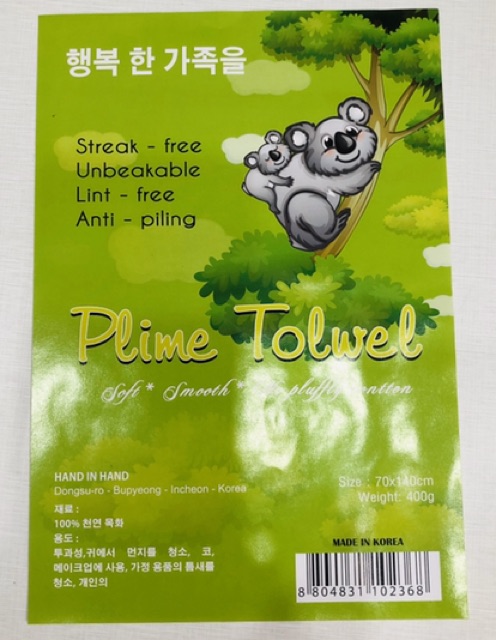 행복 한 가족을
Streak - free
Unbeakable
Lint - free
Anti - piling
Plime Tolwel
Soft * Smooth * pluffy contton
HAND IN HAND
Dongsu-ro - Bupyeong - Incheon - Korea
재료 :
100% 천연 목화
용도 :
투과성,귀에서 먼지를 청소, 코,
메이크업에 사용, 가정 용품의 틈새를
청소, 개인의
Size : 70x140cm
Weight: 400g
MADE IN KOREA
8 804831 102368